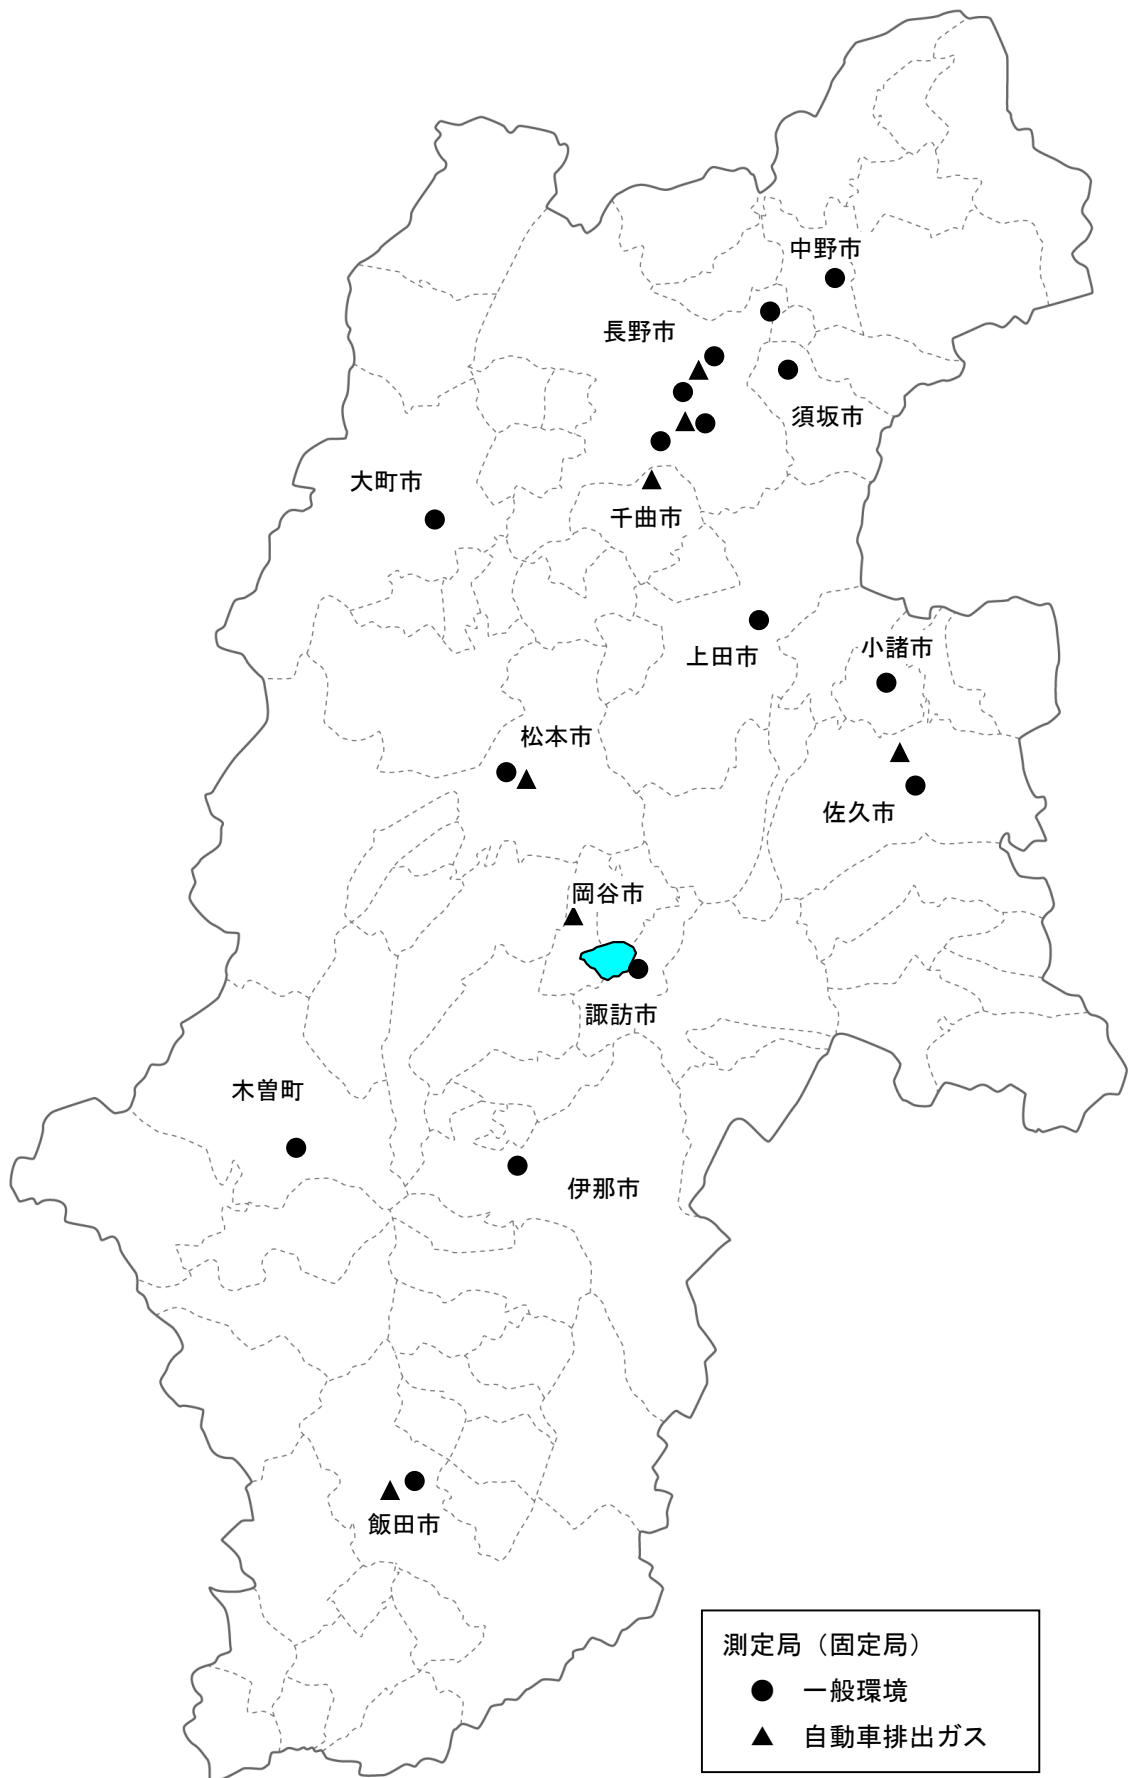 中野市
長野市
須坂市
大町市
千曲市
上田市
小諸市
松本市
佐久市
岡谷市
諏訪市
木曽町
伊那市
飯田市
測定局（固定局）
一般環境
自動車排出ガス